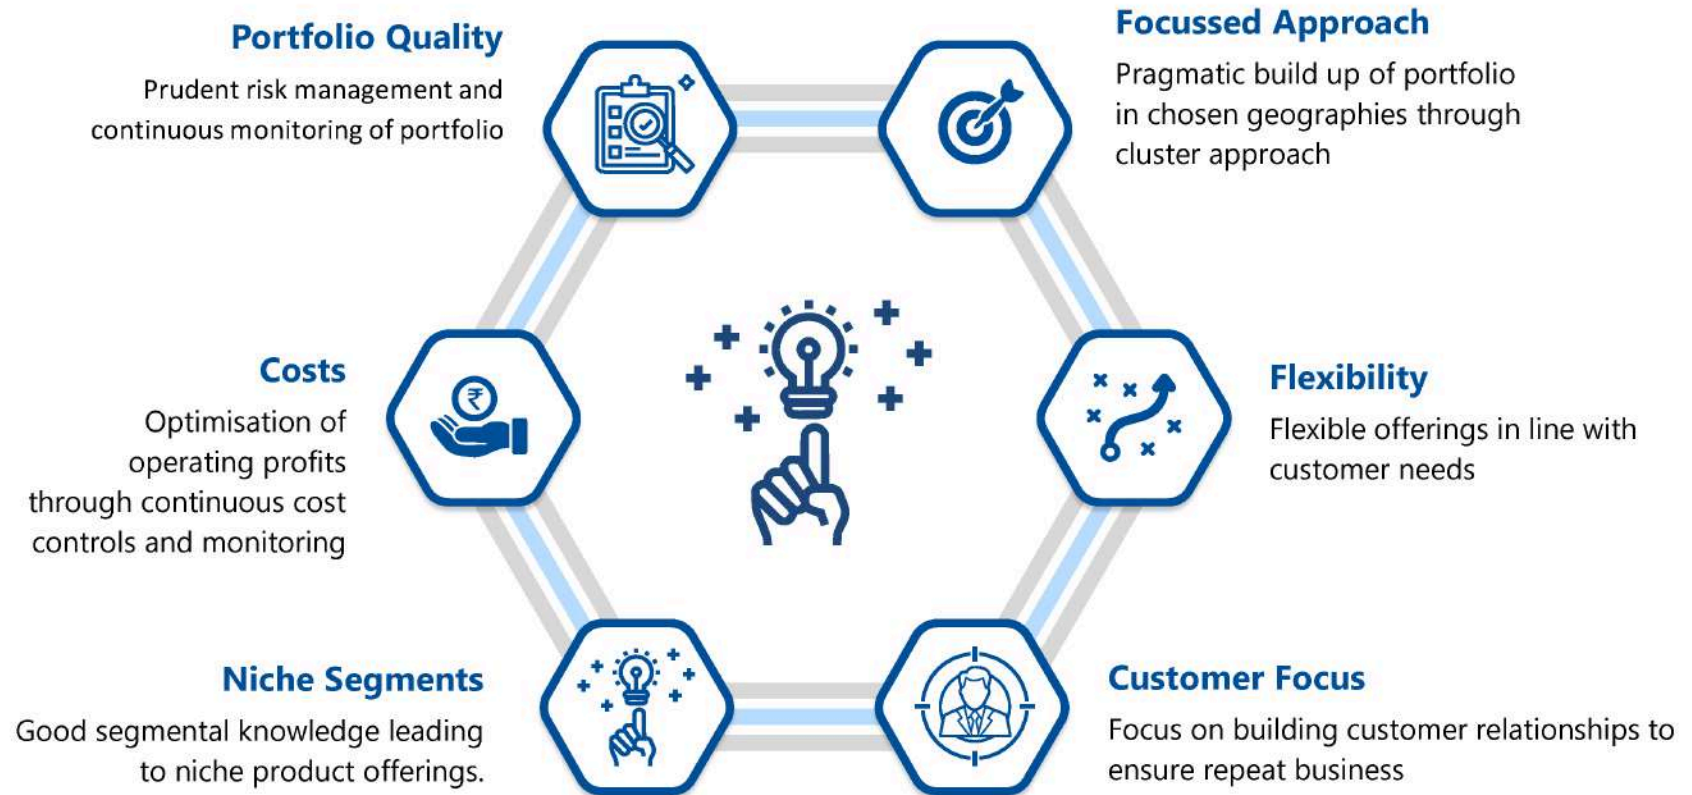 Portfolio Quality
Prudent risk management and
continuous monitoring of portfolio
Focussed Approach
Pragmatic build up of portfolio
in chosen geographies through
cluster approach
Costs
Optimisation of
operating profits
through continuous cost
controls and monitoring
₹
Flexibility
Flexible offerings in line with
customer needs
Niche Segments
Good segmental knowledge leading
to niche product offerings.
Customer Focus
Focus on building customer relationships to
ensure repeat business